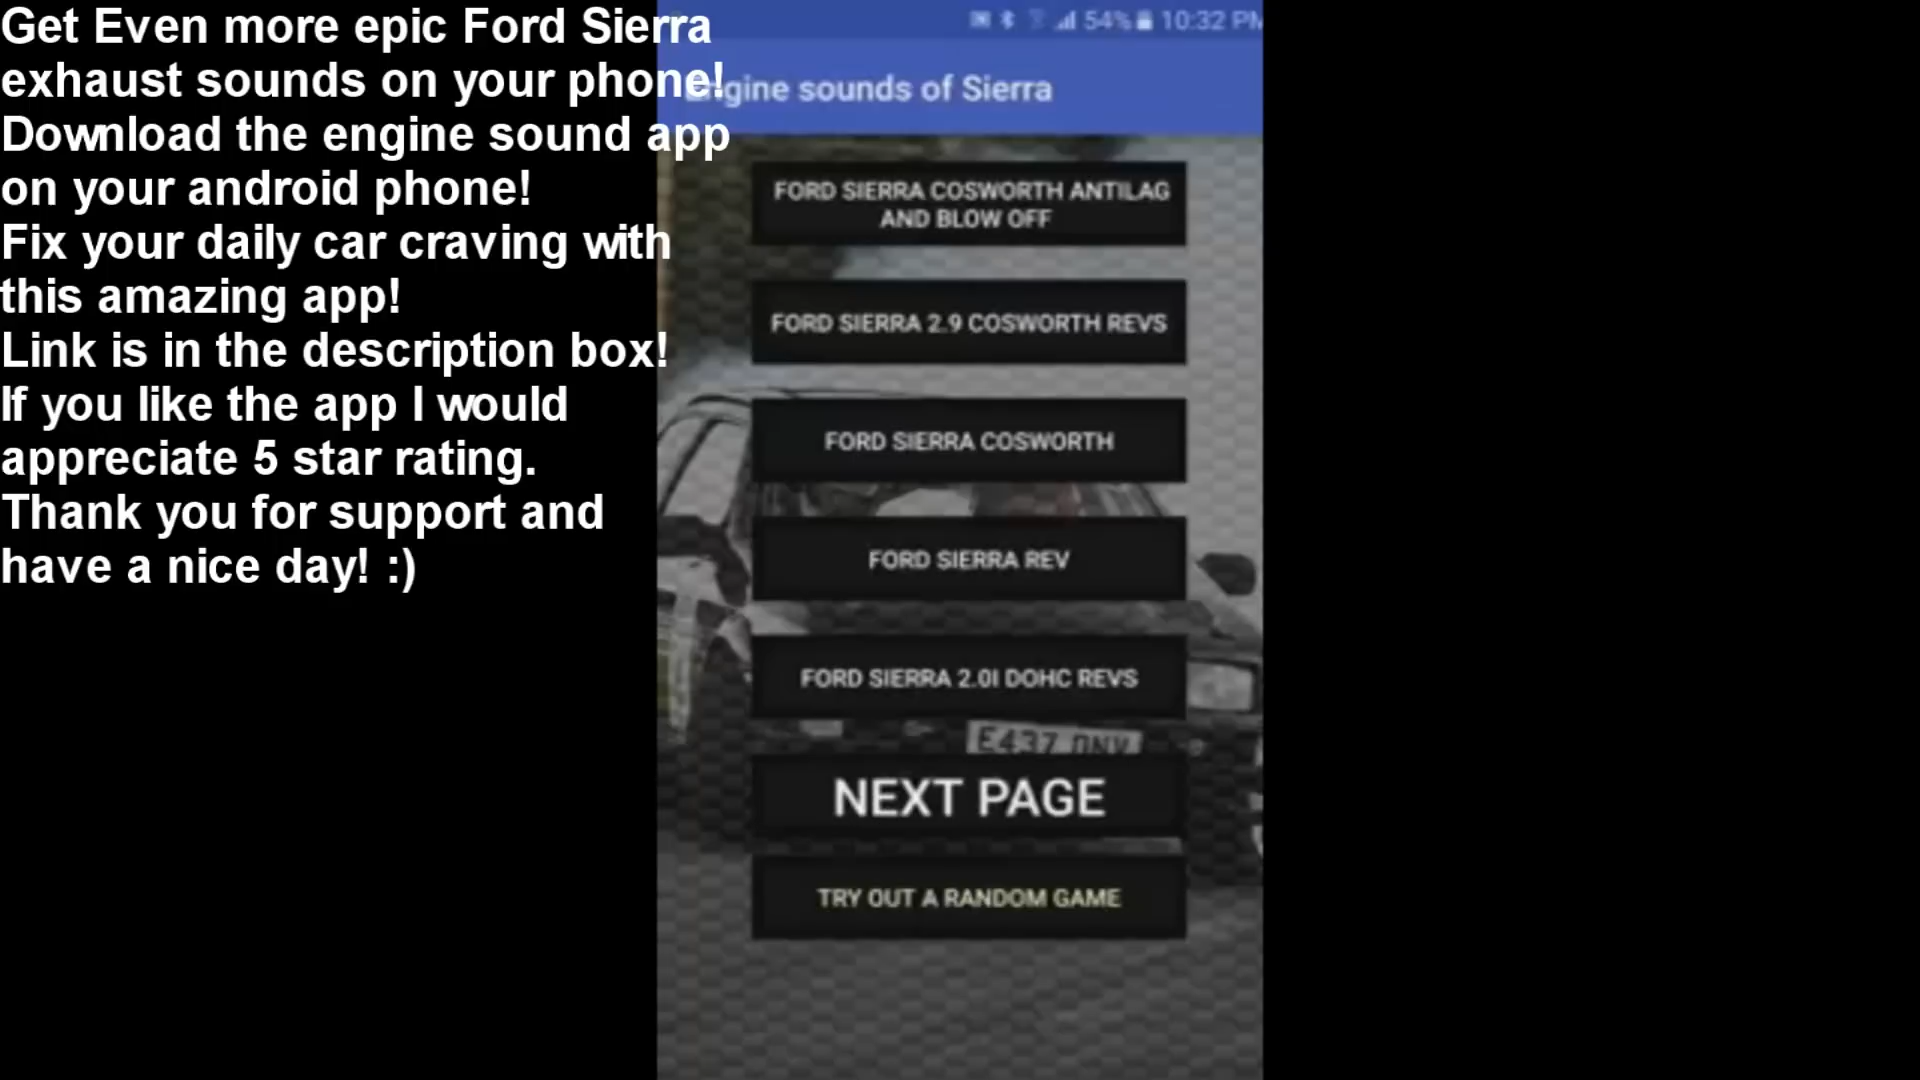 Get Even more epic Ford Sierra
exhaust sounds on your phone!
Download the engine sound app
on your android phone!
Fix your daily car craving with
this amazing app!
Link is in the description box!
If you like the app I would
appreciate 5 star rating.
Thank you for support and
have a nice day! :)
54% 10:32 PM
Engine sounds of Sierra
FORD SIERRA COSWORTH ANTILAG
AND BLOW OFF
FORD SIERRA 2.9 COSWORTH REVS
FORD SIERRA COSWORTH
FORD SIERRA REV
FORD SIERRA 2.0I DOHC REVS
E437
NEXT PAGE
TRY OUT A RANDOM GAME